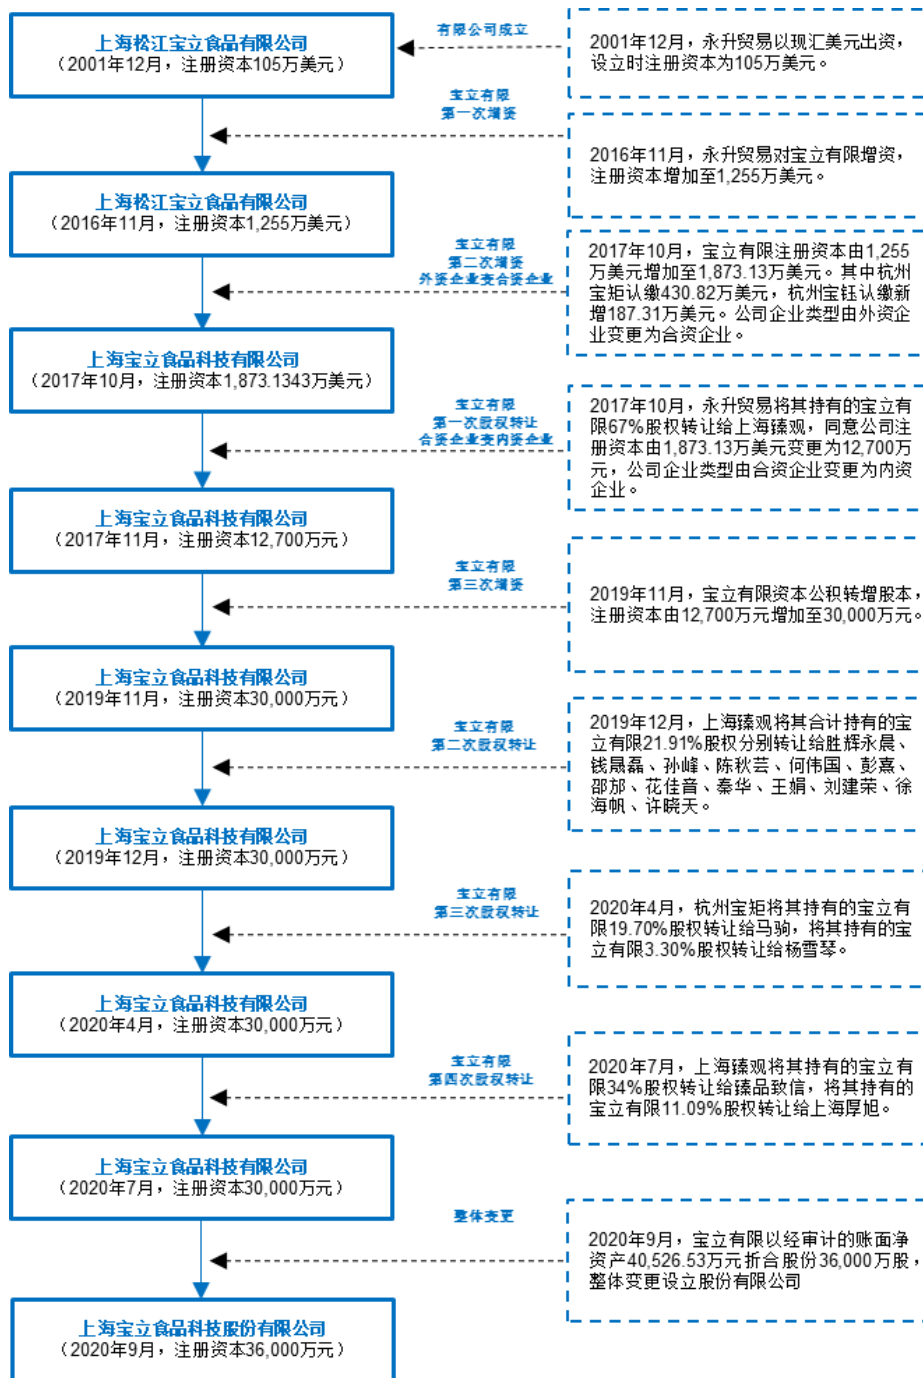 上海松江宝立食品有限公司
（2001年12月，注册资本105万美元）
有限公司成立
2001年12月，永升贸易以现汇美元出资，
设立时注册资本为105万美元。
宝立有限
第一次增资
2016年11月，永升贸易对宝立有限增资，
注册资本增加至1,255万美元。
上海松江宝立食品有限公司
（2016年11月，注册资本1,255万美元）
宝立有限
第二次增资
外资企业变合资企业
2017年10月，宝立有限注册资本由1,255
万美元增加至1,873.13万美元。其中杭州
宝矩认缴430.82万美元，杭州宝钰认缴新
增187.31万美元。公司企业类型由外资企
业变更为合资企业。
上海宝立食品科技有限公司
（2017年10月，注册资本1,873.1343万美元）
宝立有限
第一次股权转让
合资企业变内资企业
2017年10月，永升贸易将其持有的宝立有
限67%股权转让给上海臻观，同意公司注
册资本由1,873.13万美元变更为12,700万
元，公司企业类型由合资企业变更为内资
企业。
上海宝立食品科技有限公司
（2017年11月，注册资本12,700万元）
宝立有限
第三次增资
2019年11月，宝立有限资本公积转增股本，
注册资本由12,700万元增加至30,000万元。
上海宝立食品科技有限公司
（2019年11月，注册资本30,000万元）
宝立有限
第二次股权转让
2019年12月，上海臻观将其合计持有的宝
立有限21.91%股权分别转让给胜辉永晨、
钱晟磊、孙峰、陈秋芸、何伟国、彭熹、
邵邡、花佳音、秦华、王娟、刘建荣、徐
海帆、许晓天。
上海宝立食品科技有限公司
（2019年12月，注册资本30,000万元）
宝立有限
第三次股权转让
2020年4月，杭州宝矩将其持有的宝立有
限19.70%股权转让给马驹，将其持有的宝
立有限3.30%股权转让给杨雪琴。
上海宝立食品科技有限公司
（2020年4月，注册资本30,000万元）
宝立有限
第四次股权转让
2020年7月，上海臻观将其持有的宝立有
限34%股权转让给臻品致信，将其持有的
宝立有限11.09%股权转让给上海厚旭。
上海宝立食品科技有限公司
（2020年7月，注册资本30,000万元）
整体变更
2020年9月，宝立有限以经审计的账面净
资产40,526.53万元折合股份36,000万股，
整体变更设立股份有限公司
上海宝立食品科技股份有限公司
（2020年9月，注册资本36,000万元）